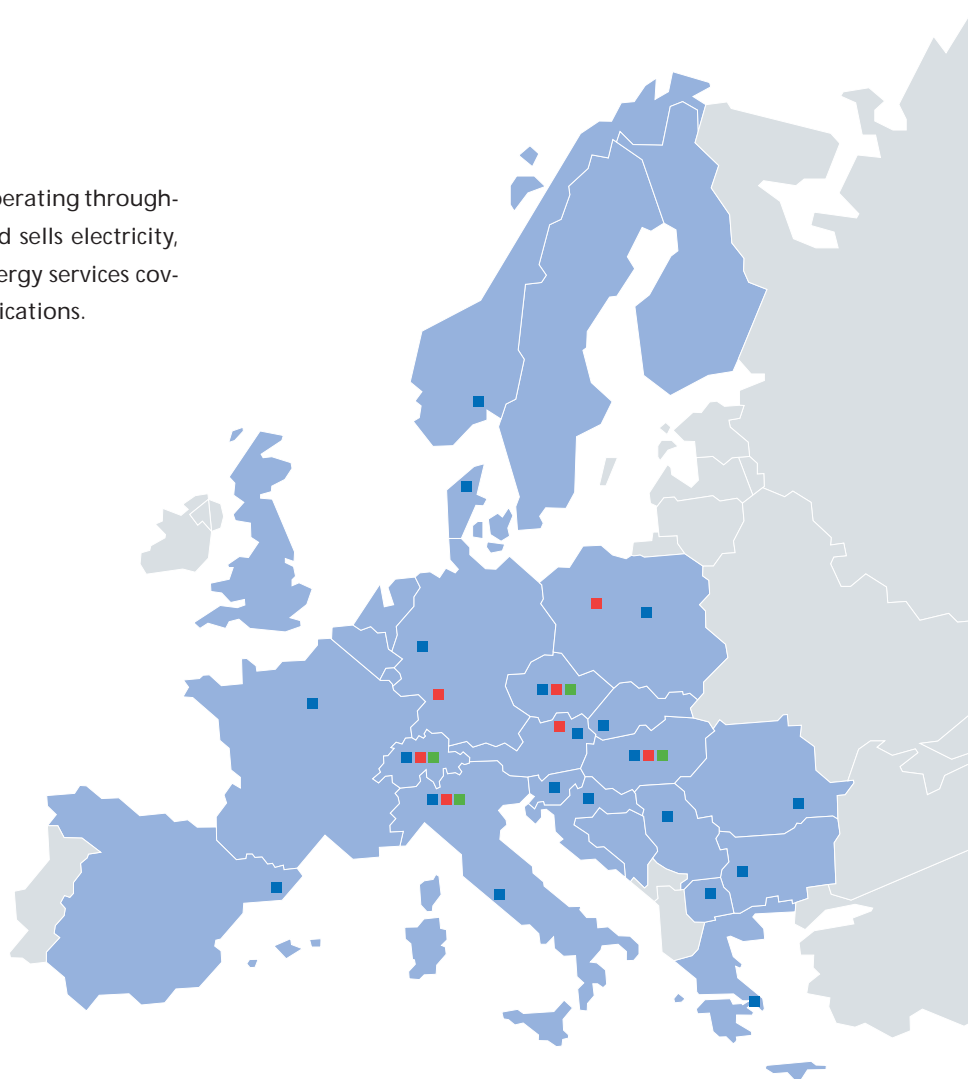 perating through-
d sells electricity,
ergy services cov-
ications.